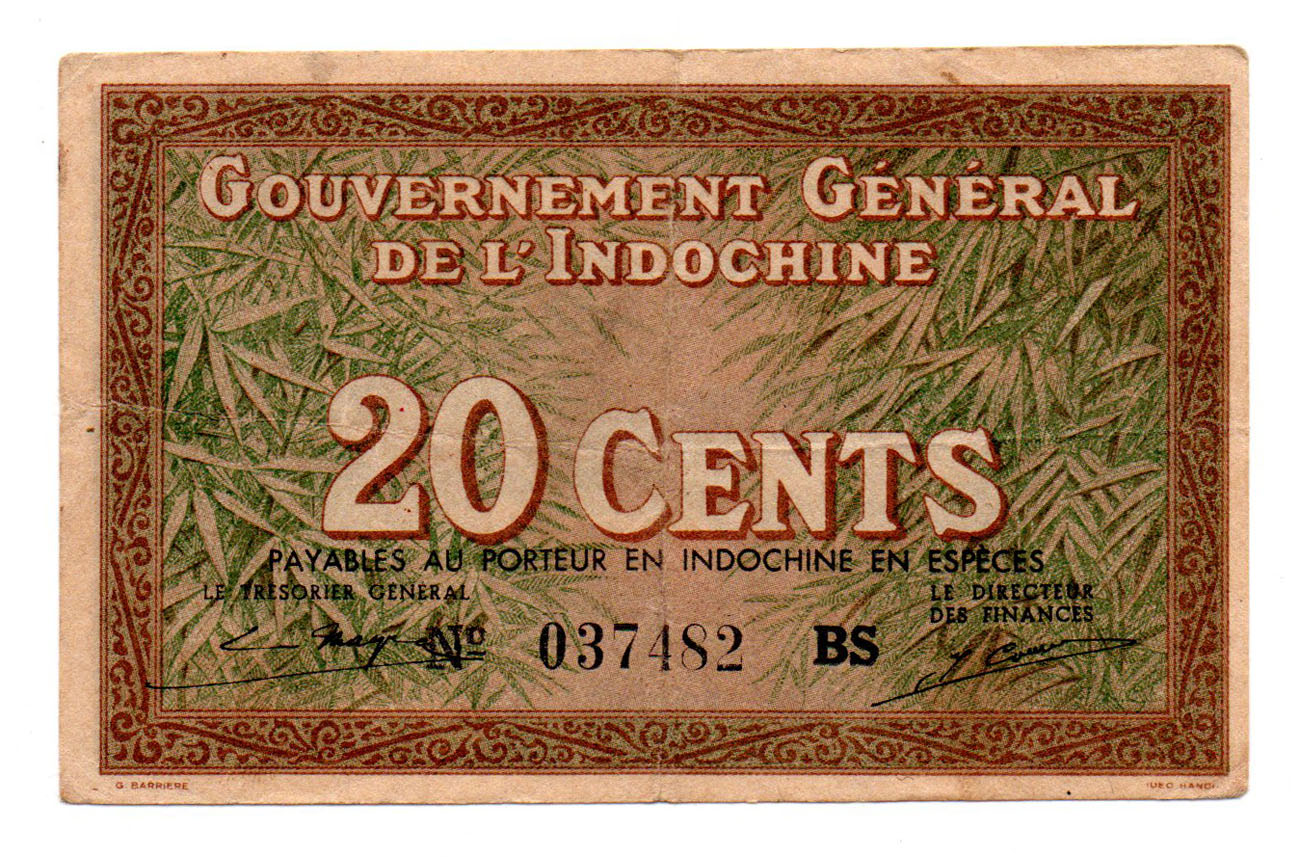 GOUVERNEMENT GÉNÉRAL
DE L'INDOCHINE
20 CENTS
PAYABLES AU PORTEUR EN INDOCHINE EN ESPÈCES
LE TRÉSORIER GÉNÉRAL
LE DIRECTEUR
DES FINANCES
Nº 037482 BS
G. BARRIERE
IDEO HANOI